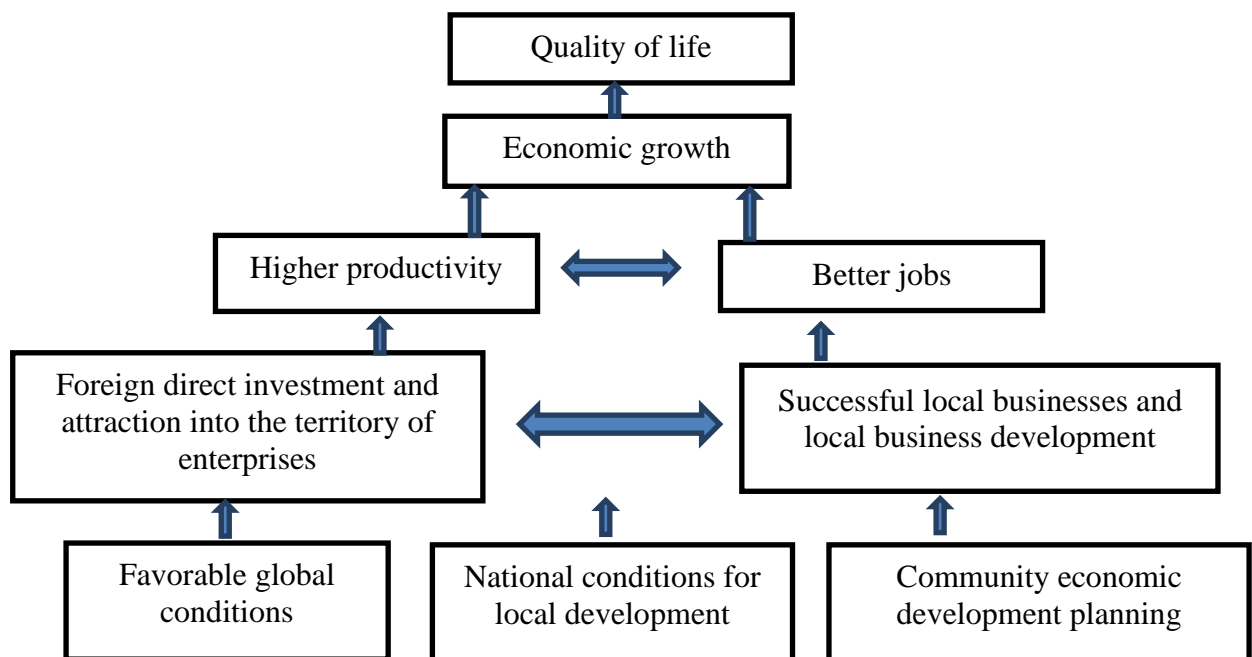 Quality of life
Economic growth
Higher productivity
Better jobs
Foreign direct investment and
attraction into the territory of
enterprises
Successful local businesses and
local business development
Favorable global
conditions
National conditions for
local development
Community economic
development planning